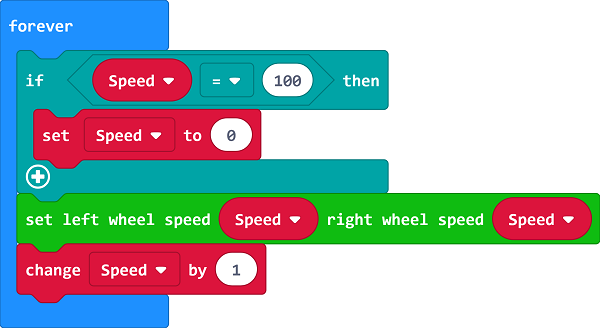 forever
if Speed = 100 then
set Speed to 0
set left wheel speed Speed right wheel speed Speed
change Speed by 1